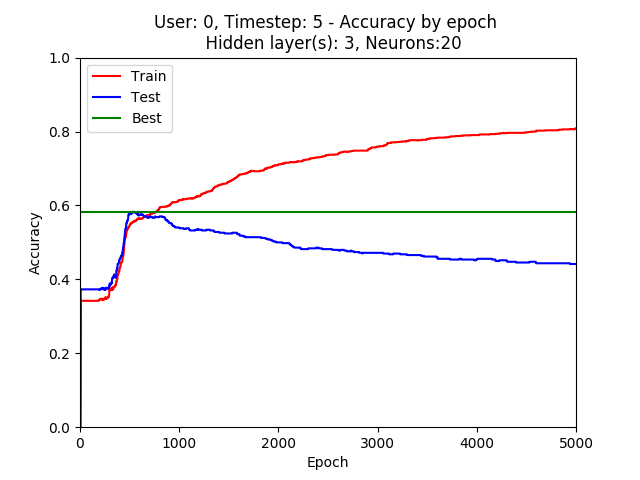 User: 0, Timestep: 5 - Accuracy by epoch
Hidden layer(s): 3, Neurons:20
Train
Test
Best
1.0
0.8
0.6
0.4
0.2
0.0
Accuracy
0
1000
2000
3000
4000
5000
Epoch